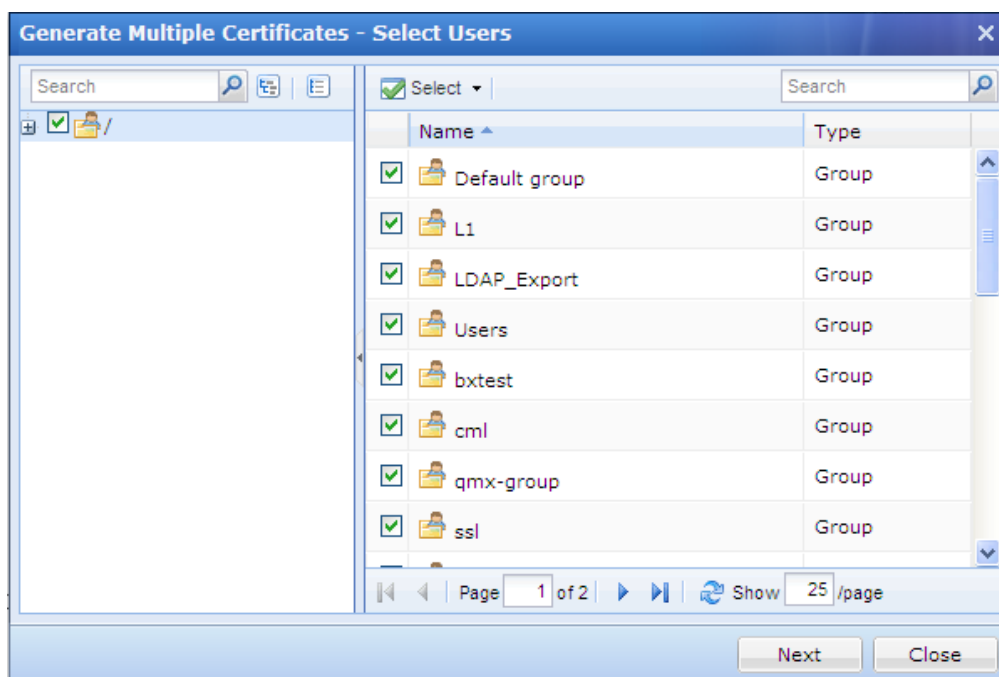 Generate Multiple Certificates - Select Users
Search
/
Select
Search
Name Type
Default group Group
L1 Group
LDAP_Export Group
Users Group
bxtest Group
cml Group
qmx-group Group
ssl Group
Page 1 of 2 Show 25 /page
Next Close